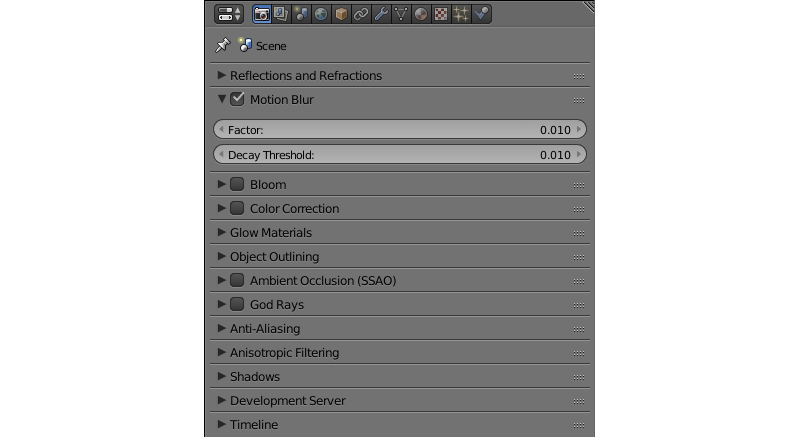 Scene
Reflections and Refractions
Motion Blur
Factor: 0.010
Decay Threshold: 0.010
Bloom
Color Correction
Glow Materials
Object Outlining
Ambient Occlusion (SSAO)
God Rays
Anti-Aliasing
Anisotropic Filtering
Shadows
Development Server
Timeline